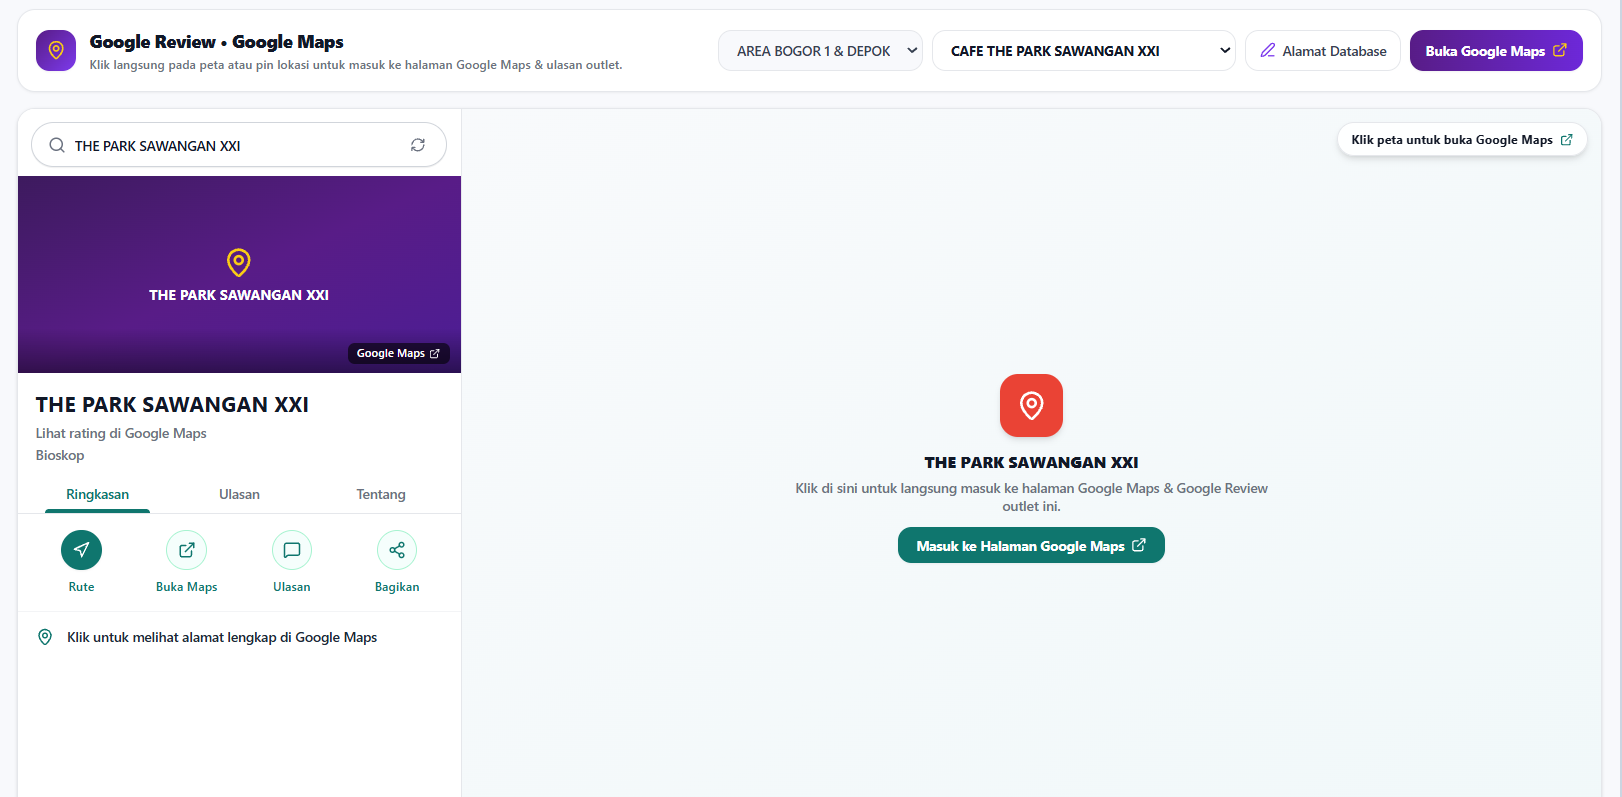 Google Review • Google Maps
Klik langsung pada peta atau pin lokasi untuk masuk ke halaman Google Maps & ulasan outlet.
AREA BOGOR 1 & DEPOK
CAFE THE PARK SAWANGAN XXI
Alamat Database
Buka Google Maps
THE PARK SAWANGAN XXI
THE PARK SAWANGAN XXI
Google Maps
THE PARK SAWANGAN XXI
Lihat rating di Google Maps
Bioskop
Ringkasan
Ulasan
Tentang
Rute
Buka Maps
Ulasan
Bagikan
Klik untuk melihat alamat lengkap di Google Maps
Klik peta untuk buka Google Maps
THE PARK SAWANGAN XXI
Klik di sini untuk langsung masuk ke halaman Google Maps & Google Review
outlet ini.
Masuk ke Halaman Google Maps